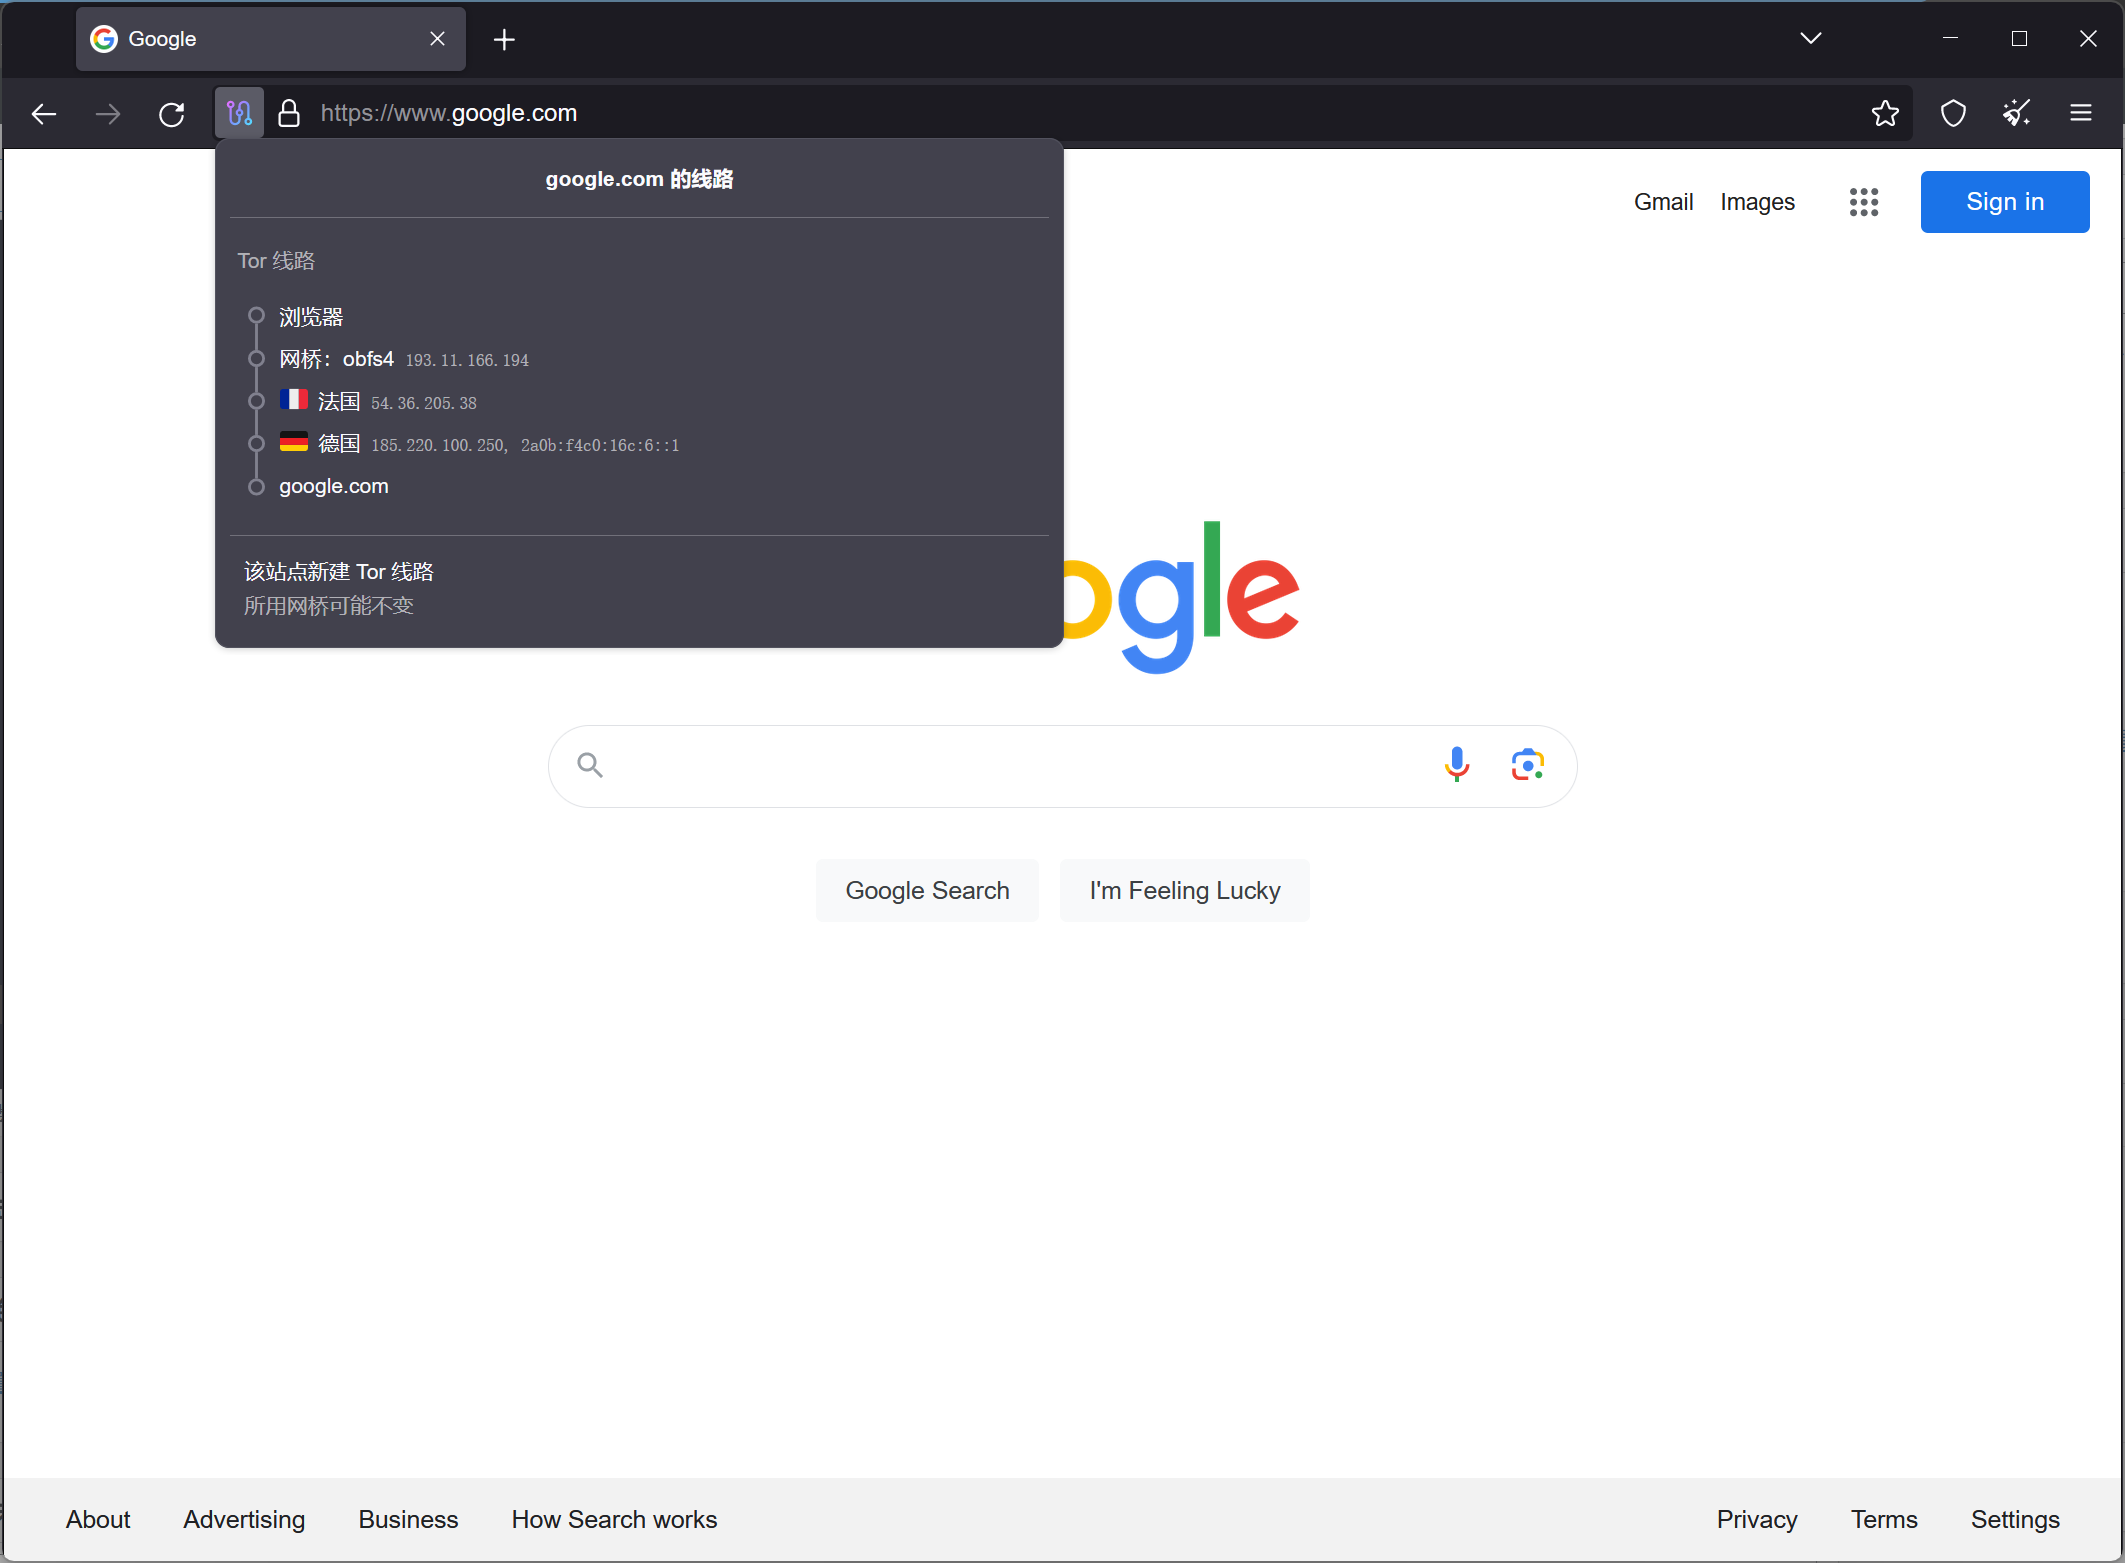 Google
https://www.google.com
google.com 的线路
Gmail
Images
Sign in
Tor 线路
浏览器
网桥：obfs4 193.11.166.194
法国 54.36.205.38
德国 185.220.100.250, 2a0b:f4c0:16c:6::1
google.com
该站点新建 Tor 线路
所用网桥可能不变
ogle
Google Search
I'm Feeling Lucky
About
Advertising
Business
How Search works
Privacy
Terms
Settings